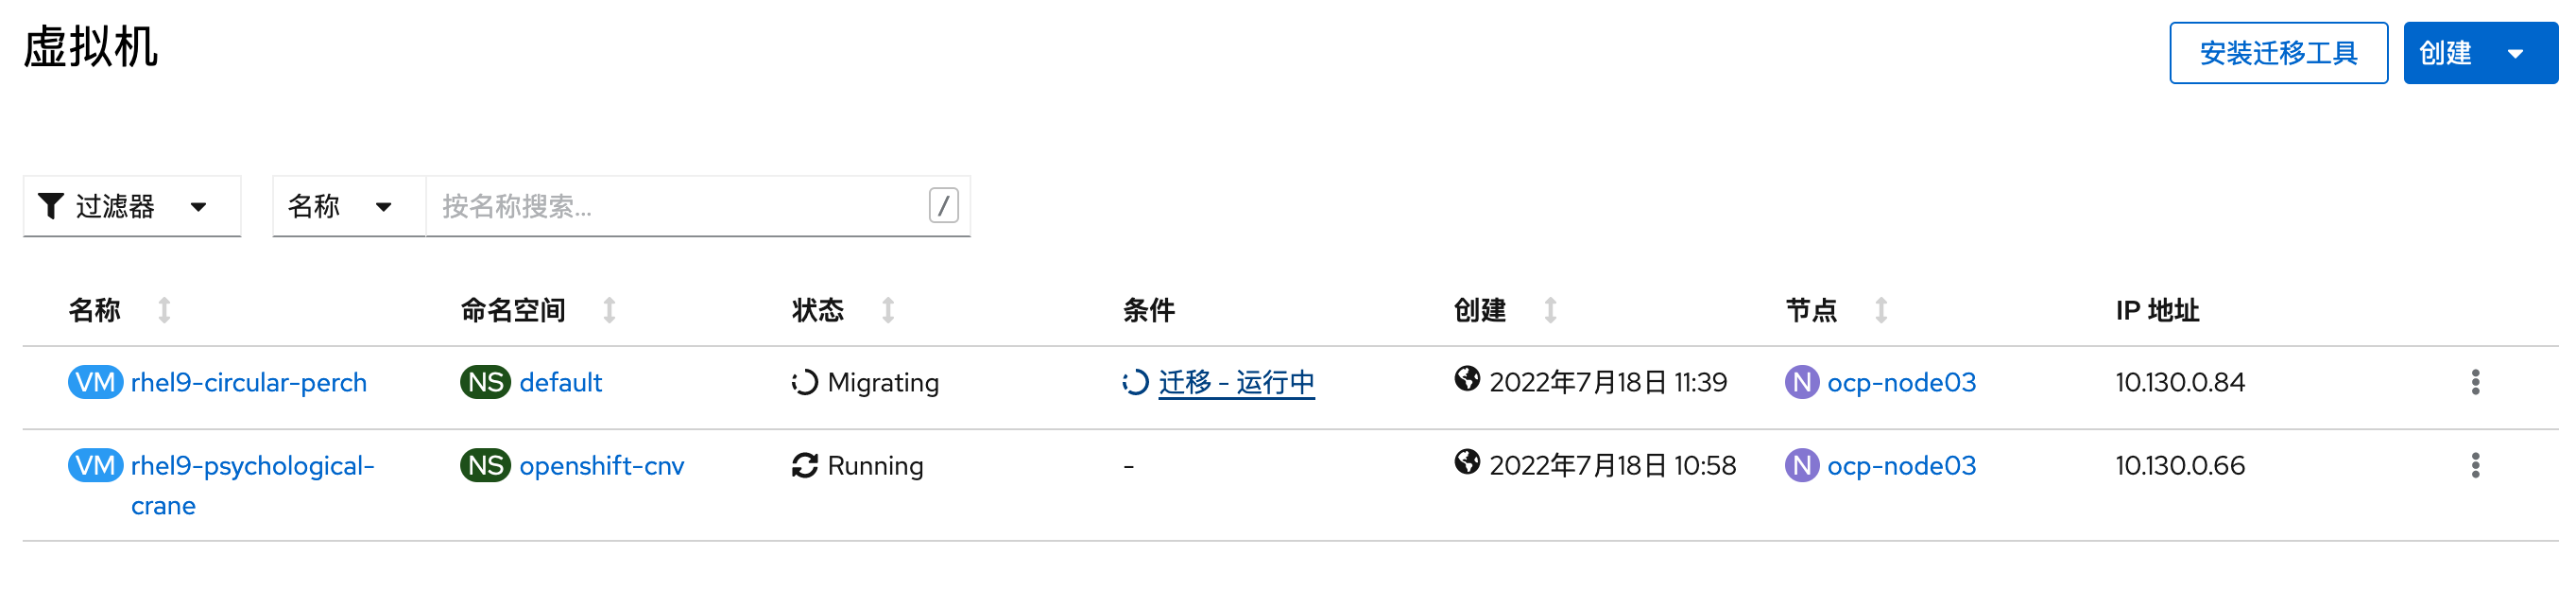 虚拟机
安装迁移工具 创建
过滤器 名称 按名称搜索... /
名称 命名空间 状态 条件 创建 节点 IP 地址
VM rhel9-circular-perch NS default Migrating 迁移 - 运行中 2022年7月18日 11:39 N ocp-node03 10.130.0.84
VM rhel9-psychological- NS openshift-cnv Running - 2022年7月18日 10:58 N ocp-node03 10.130.0.66
crane